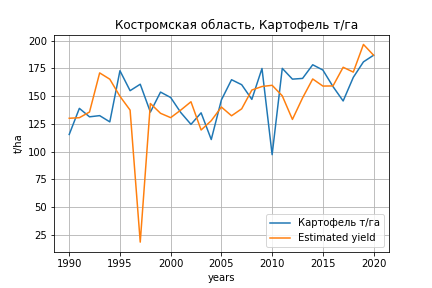 Костромская область, Картофель т/га
200
175
150
125
100
75
50
25
t/ha
1990 1995 2000 2005 2010 2015 2020
years
Картофель т/га
Estimated yield